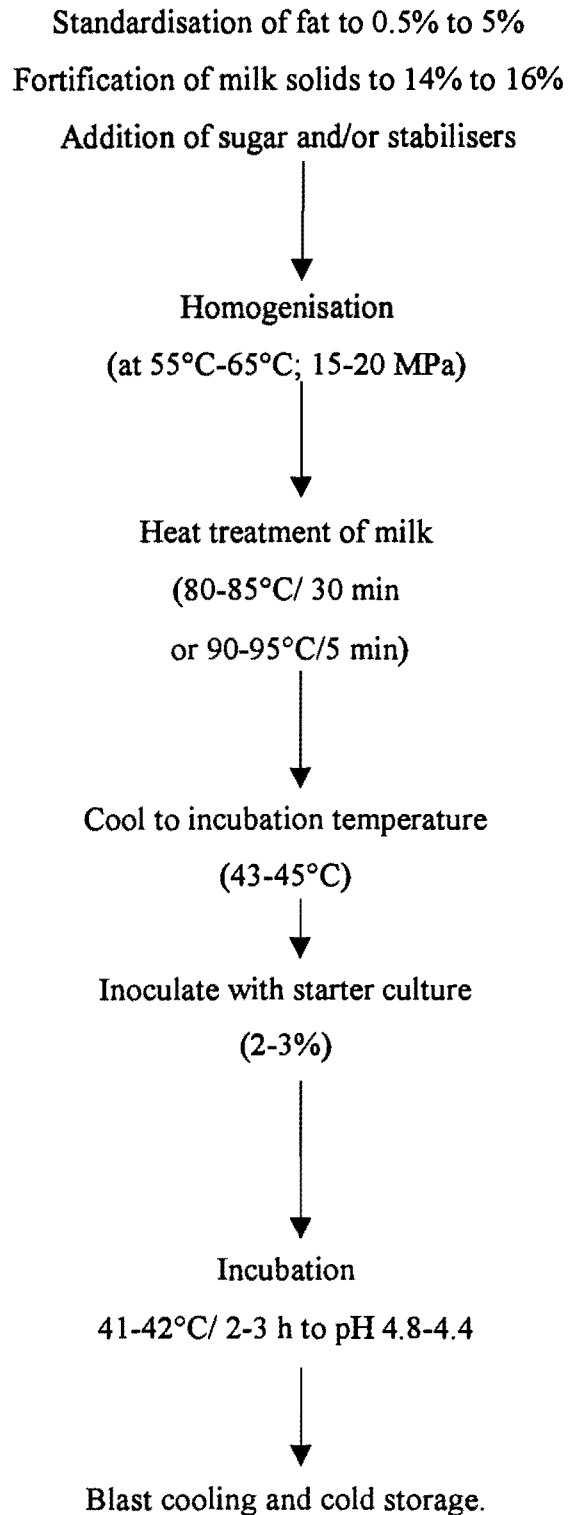 Standardisation of fat to 0.5% to 5%
Fortification of milk solids to 14% to 16%
Addition of sugar and/or stabilisers
Homogenisation
(at 55°C-65°C; 15-20 MPa)
Heat treatment of milk
(80-85°C/ 30 min
or 90-95°C/5 min)
Cool to incubation temperature
(43-45°C)
Inoculate with starter culture
(2-3%)
Incubation
41-42°C/ 2-3 h to pH 4.8-4.4
Blast cooling and cold storage.